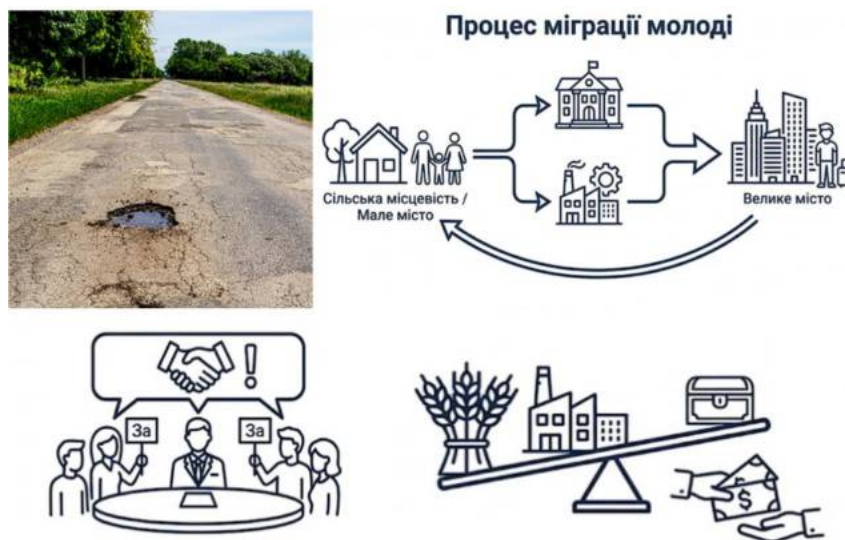 Процес міграції молоді
Сільська місцевість /
Мале місто
Велике місто
За
За
$